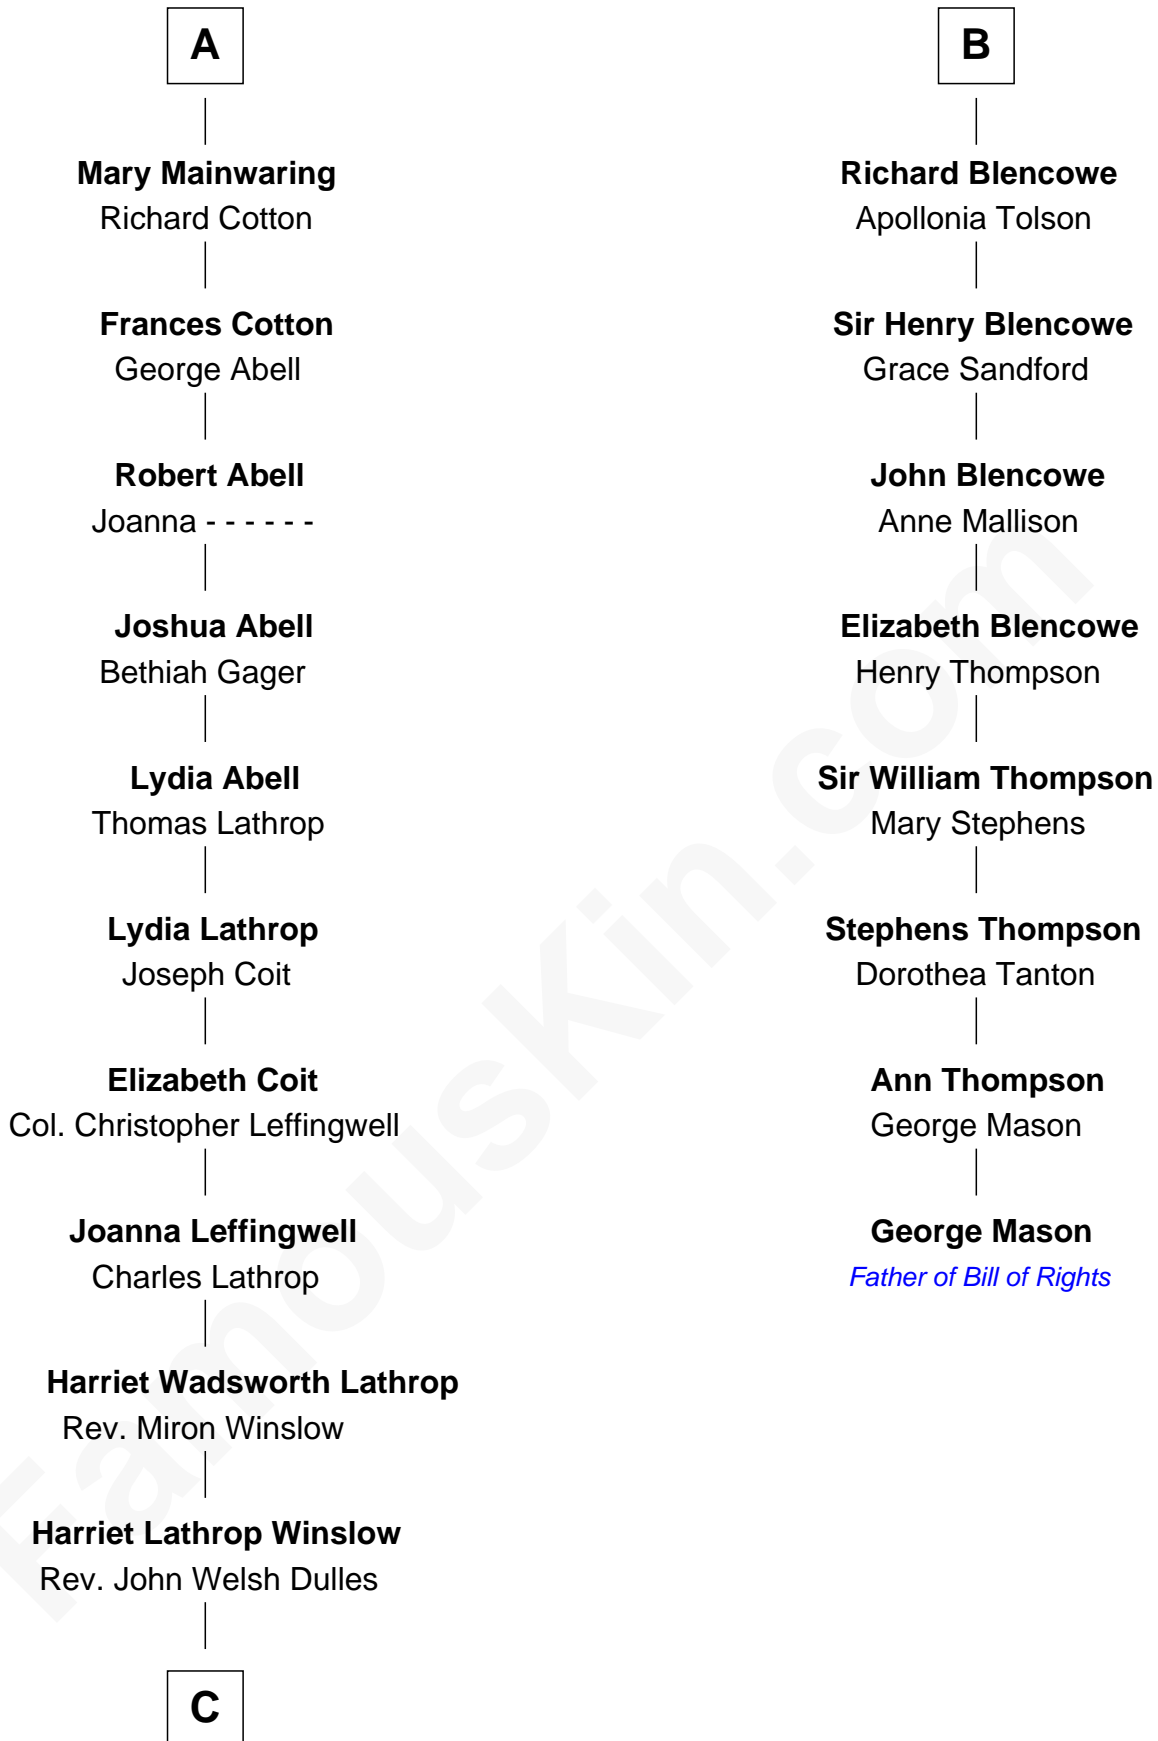 A
Mary Mainwaring
Richard Cotton
Frances Cotton
George Abell
Robert Abell
Joanna - - - - - -
Joshua Abell
Bethiah Gager
Lydia Abell
Thomas Lathrop
Lydia Lathrop
Joseph Coit
Elizabeth Coit
Col. Christopher Leffingwell
Joanna Leffingwell
Charles Lathrop
Harriet Wadsworth Lathrop
Rev. Miron Winslow
Harriet Lathrop Winslow
Rev. John Welsh Dulles
C
B
Richard Blencowe
Apollonia Tolson
Sir Henry Blencowe
Grace Sandford
John Blencowe
Anne Mallison
Elizabeth Blencowe
Henry Thompson
Sir William Thompson
Mary Stephens
Stephens Thompson
Dorothea Tanton
Ann Thompson
George Mason
George Mason
Father of Bill of Rights
FamousKin.com